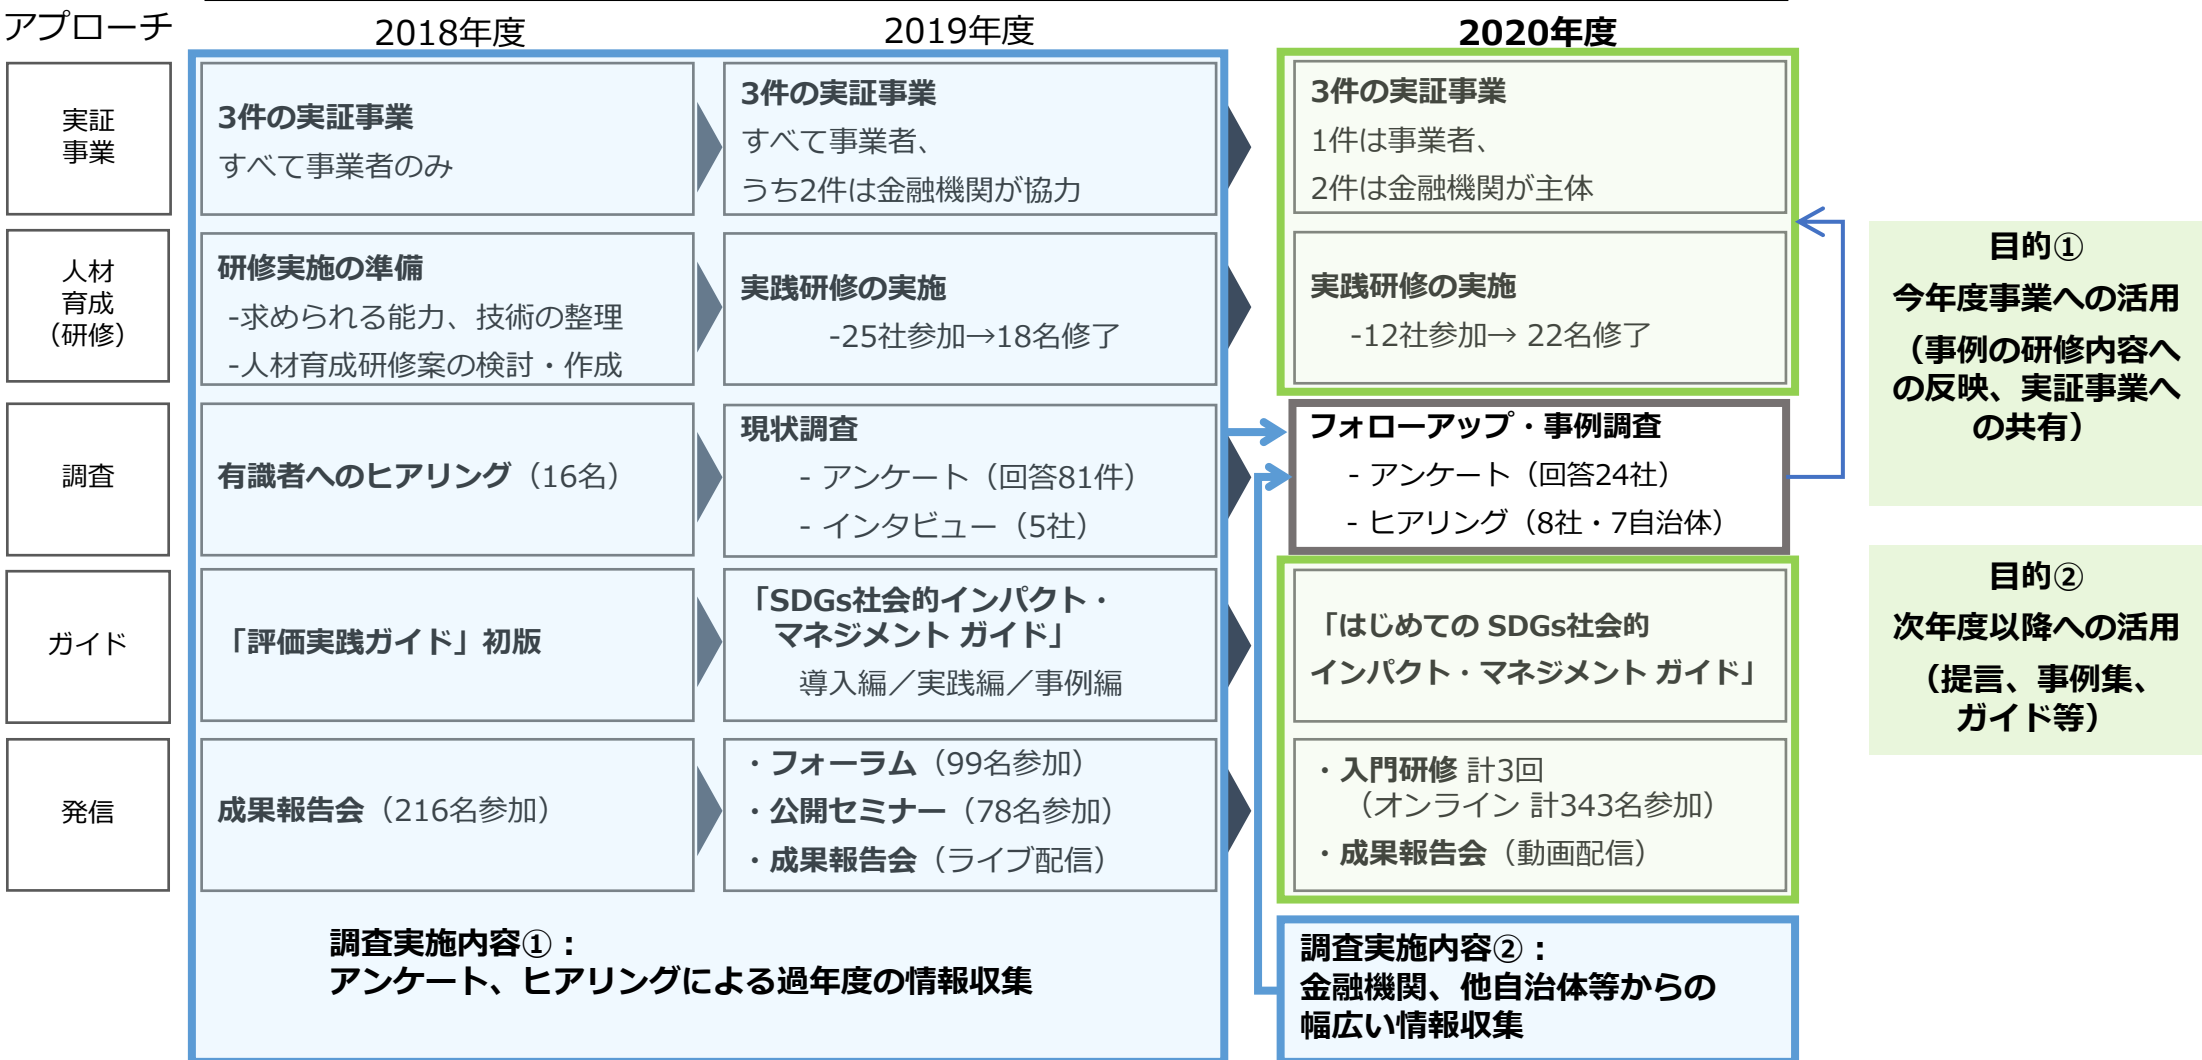 アプローチ
2018年度
2019年度
2020年度
実証
事業
3件の実証事業
すべて事業者のみ
3件の実証事業
すべて事業者、
うち2件は金融機関が協力
3件の実証事業
1件は事業者、
2件は金融機関が主体
人材
育成
（研修）
研修実施の準備
-求められる能力、技術の整理
-人材育成研修案の検討・作成
実践研修の実施
-25社参加→18名修了
実践研修の実施
-12社参加→ 22名修了
調査
有識者へのヒアリング（16名）
現状調査
- アンケート（回答81件）
- インタビュー（5社）
フォローアップ・事例調査
- アンケート（回答24社）
- ヒアリング（8社・7自治体）
ガイド
「評価実践ガイド」初版
「SDGs社会的インパクト・
マネジメント ガイド」
導入編／実践編／事例編
「はじめての SDGs社会的
インパクト・マネジメント ガイド」
発信
成果報告会（216名参加）
・フォーラム（99名参加）
・公開セミナー（78名参加）
・成果報告会（ライブ配信）
・入門研修 計3回
（オンライン 計343名参加）
・成果報告会（動画配信）
調査実施内容①：
アンケート、ヒアリングによる過年度の情報収集
調査実施内容②：
金融機関、他自治体等からの
幅広い情報収集
目的①
今年度事業への活用
（事例の研修内容へ
の反映、実証事業へ
の共有）
目的②
次年度以降への活用
（提言、事例集、
ガイド等）